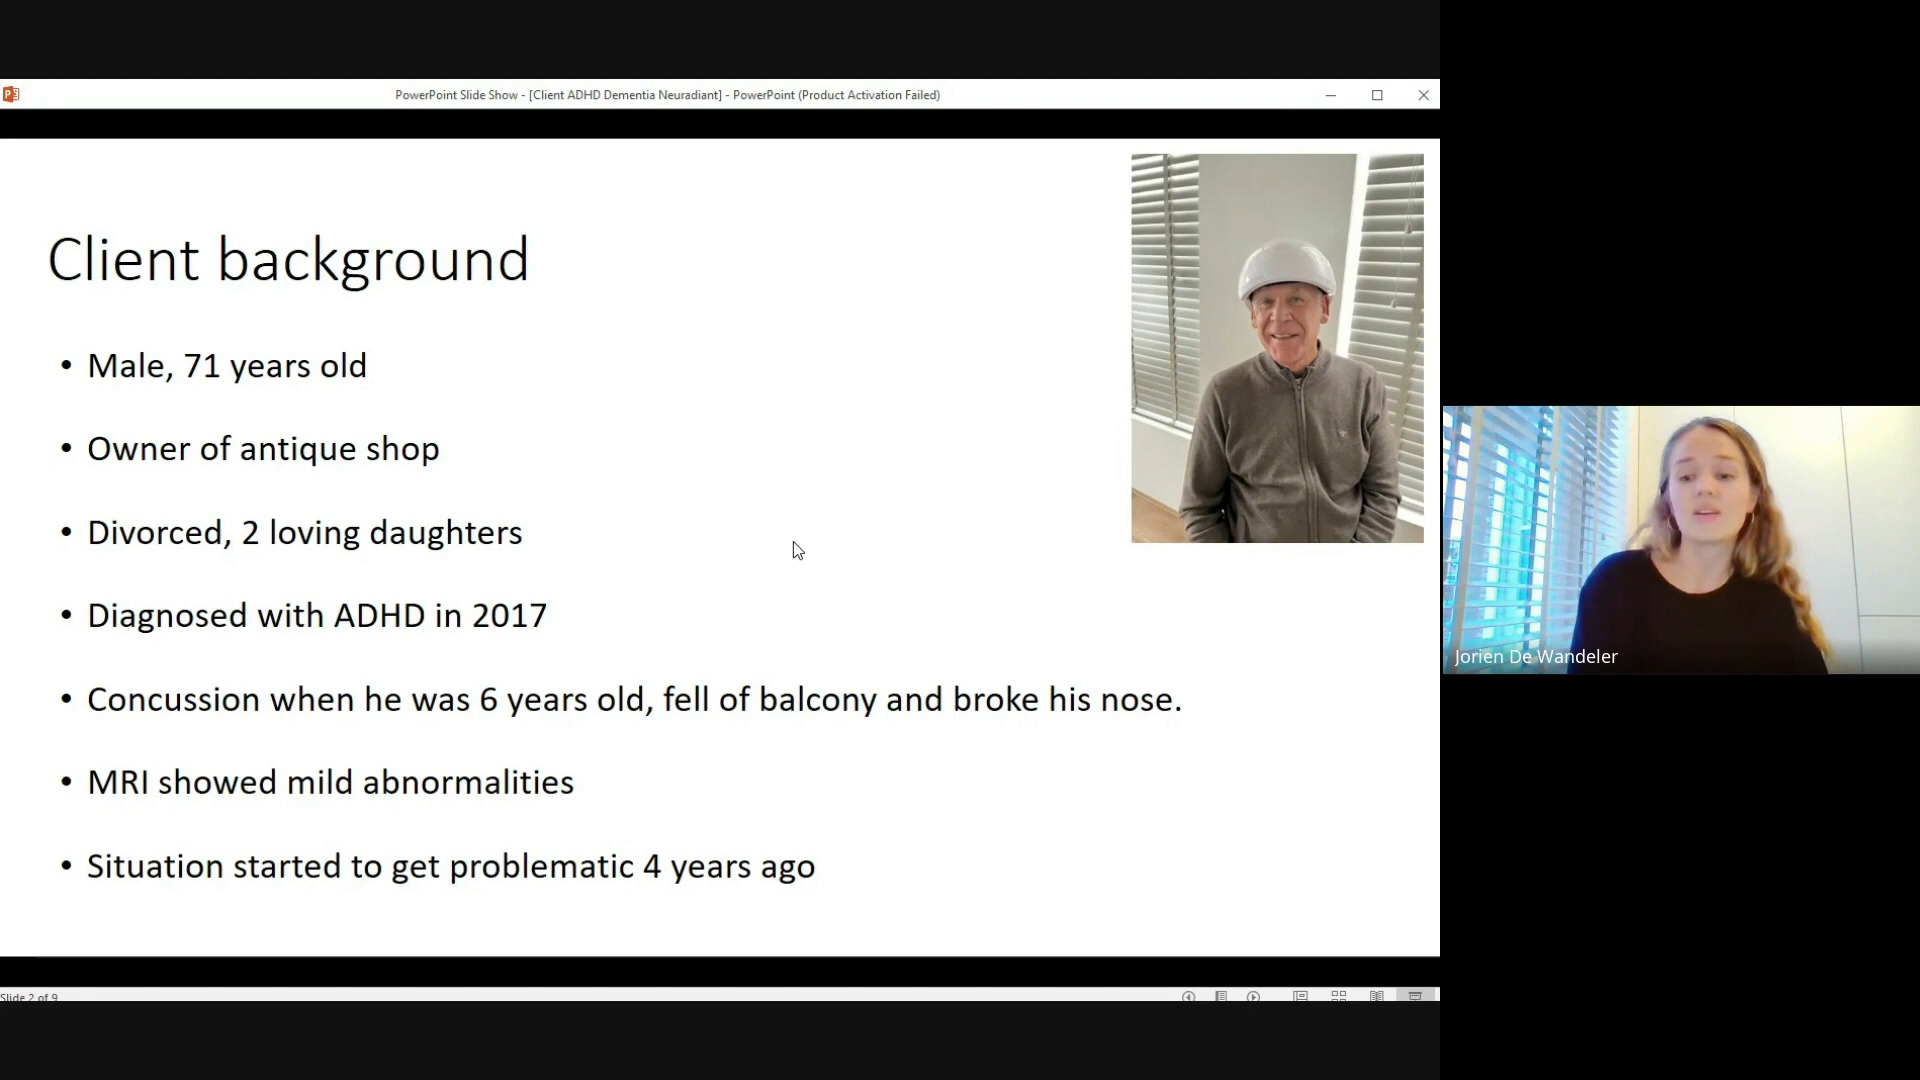 PowerPoint Slide Show - [Client ADHD Dementia Neuradiant] - PowerPoint (Product Activation Failed)
Client background
• Male, 71 years old
• Owner of antique shop
• Divorced, 2 loving daughters
• Diagnosed with ADHD in 2017
• Concussion when he was 6 years old, fell of balcony and broke his nose.
• MRI showed mild abnormalities
• Situation started to get problematic 4 years ago
Jorien De Wandeler
Slide 2 of 9